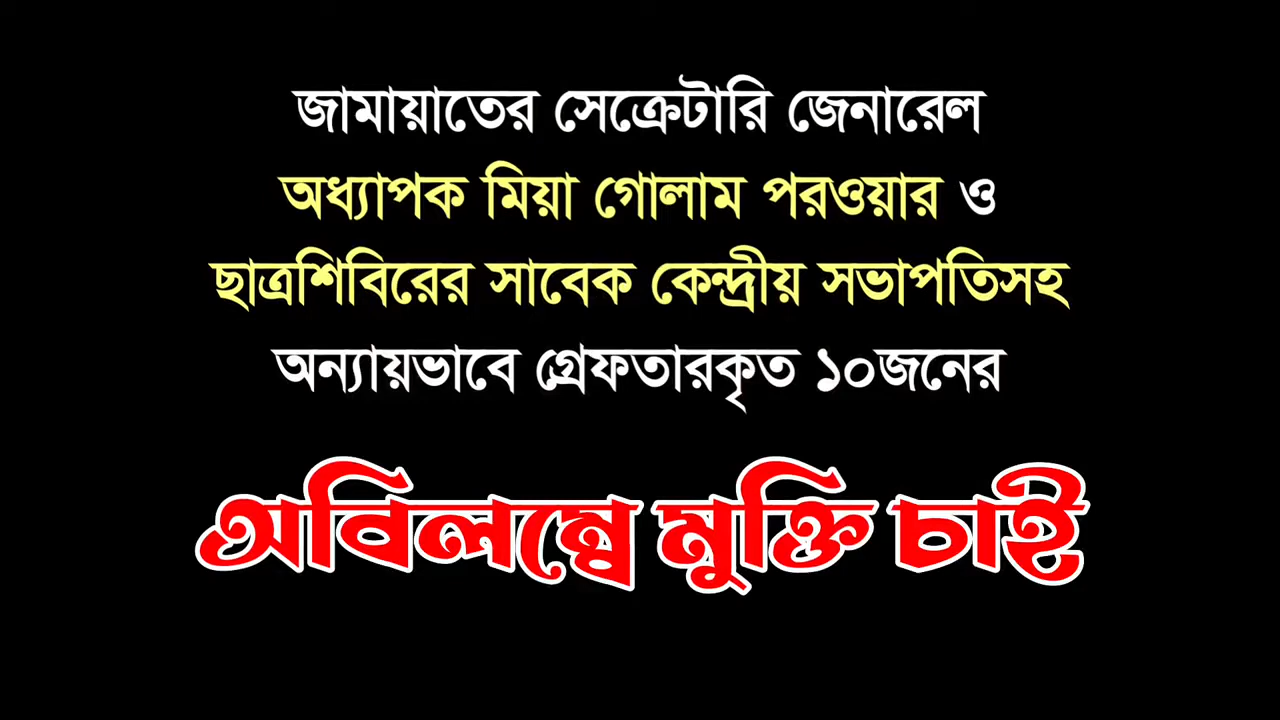 জামায়াতের সেক্রেটারি জেনারেল
অধ্যাপক মিয়া গোলাম পরওয়ার ও
ছাত্রশিবিরের সাবেক কেন্দ্রীয় সভাপতিসহ
অন্যায়ভাবে গ্রেফতারকৃত ১০জনের
অবিলম্বে মুক্তি চাই